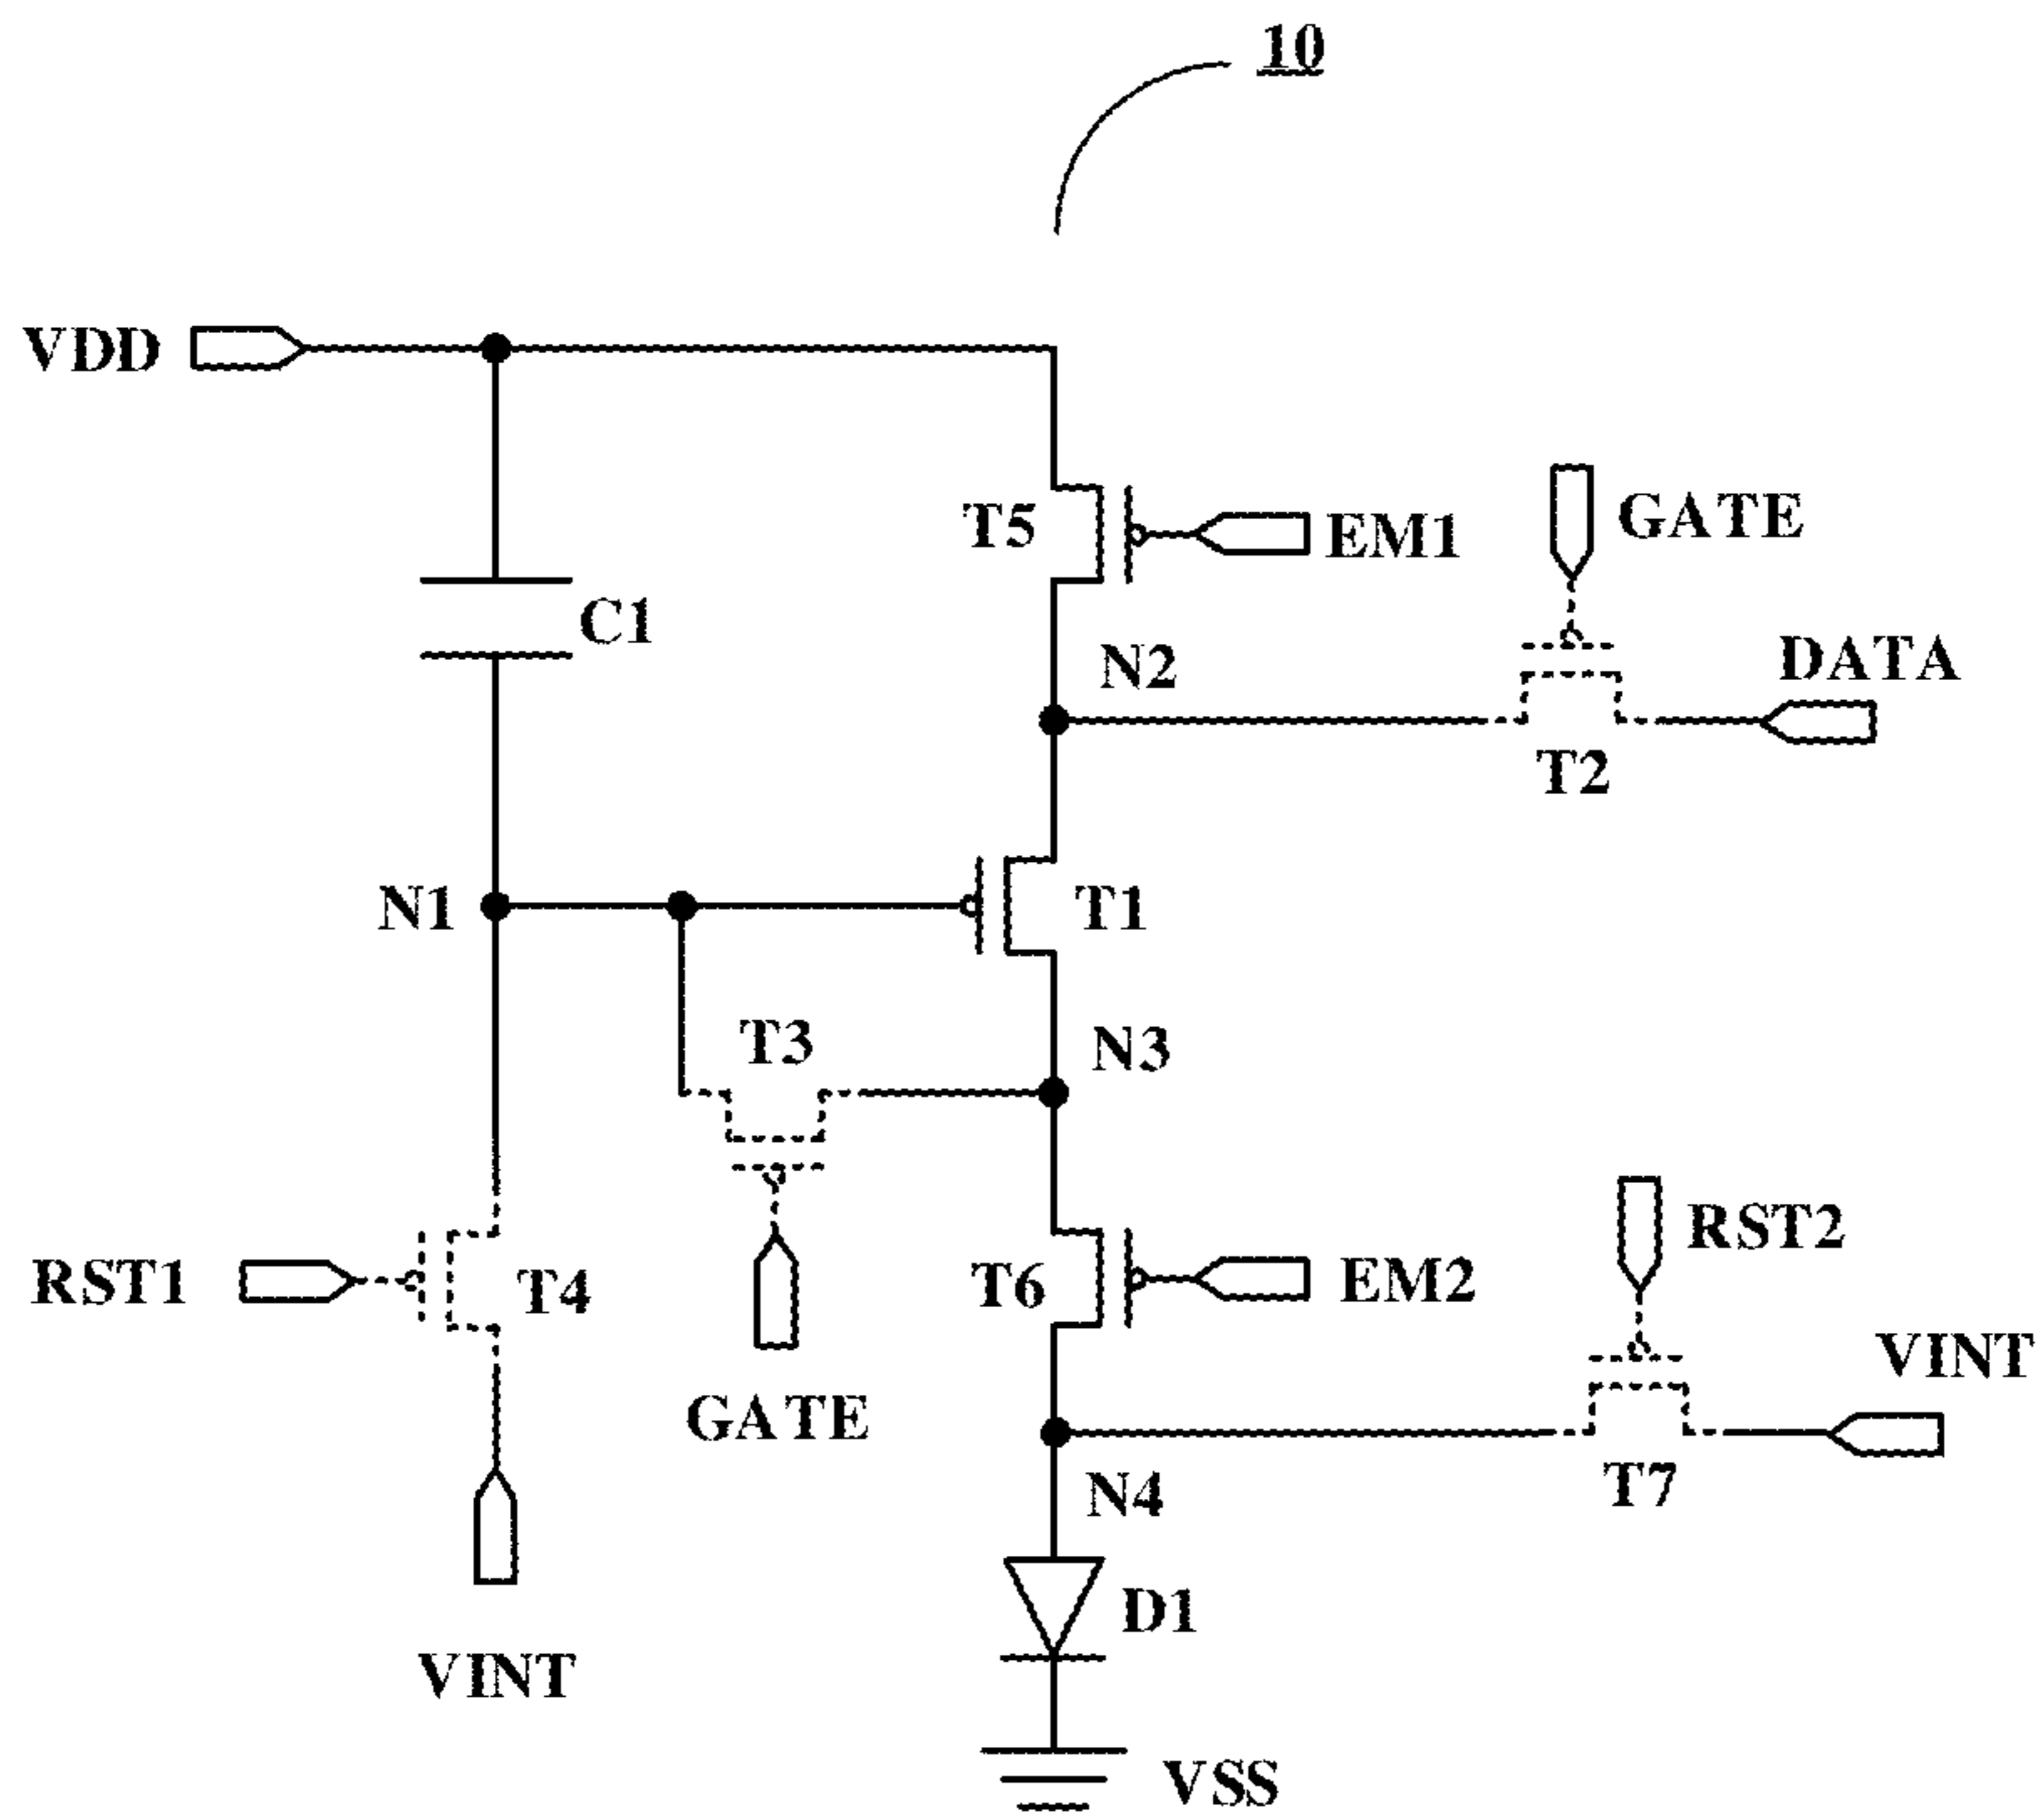 10
VDD
T5
EM1
GATE
C1
N2
DATA
T2
N1
T1
T3
N3
RST1
T4
T6
EM2
RST2
GATE
VINT
N4
T7
D1
VINT
VSS